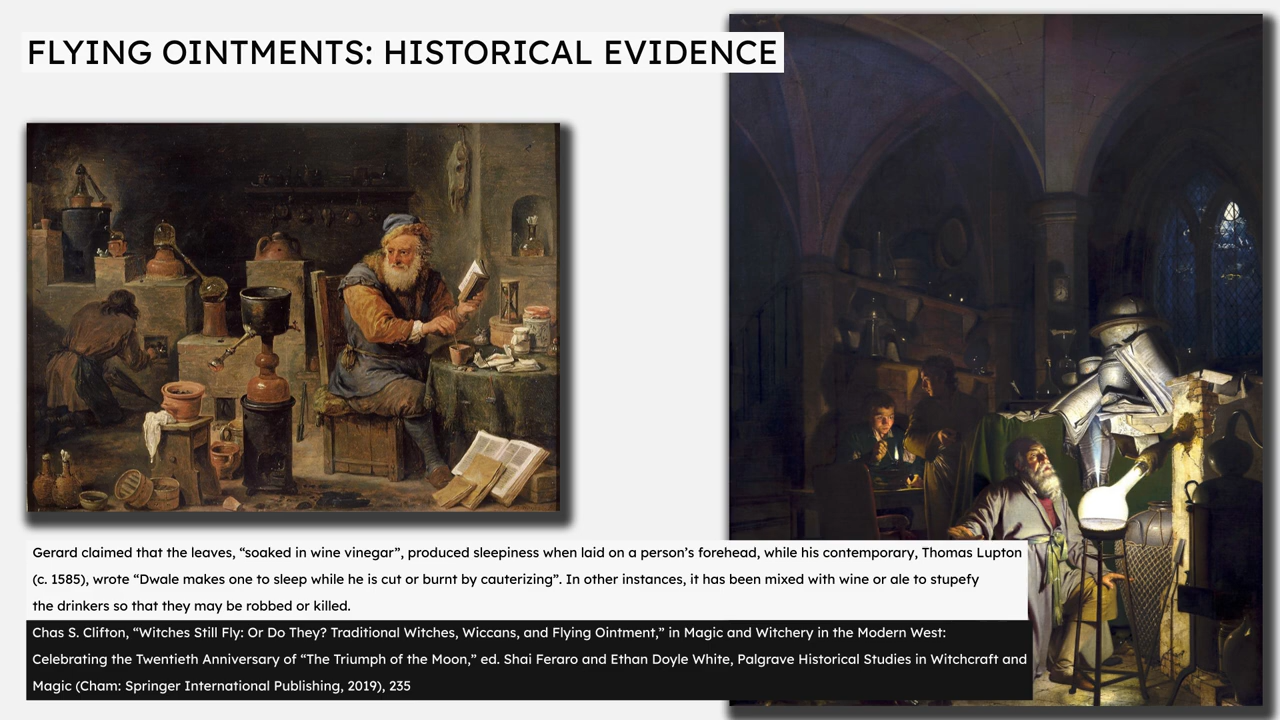 FLYING OINTMENTS: HISTORICAL EVIDENCE
Gerard claimed that the leaves, “soaked in wine vinegar”, produced sleepiness when laid on a person’s forehead, while his contemporary, Thomas Lupton
(c. 1585), wrote “Dwale makes one to sleep while he is cut or burnt by cauterizing”. In other instances, it has been mixed with wine or ale to stupefy
the drinkers so that they may be robbed or killed.
Chas S. Clifton, “Witches Still Fly: Or Do They? Traditional Witches, Wiccans, and Flying Ointment,” in Magic and Witchery in the Modern West:
Celebrating the Twentieth Anniversary of “The Triumph of the Moon,” ed. Shai Feraro and Ethan Doyle White, Palgrave Historical Studies in Witchcraft and
Magic (Cham: Springer International Publishing, 2019), 235